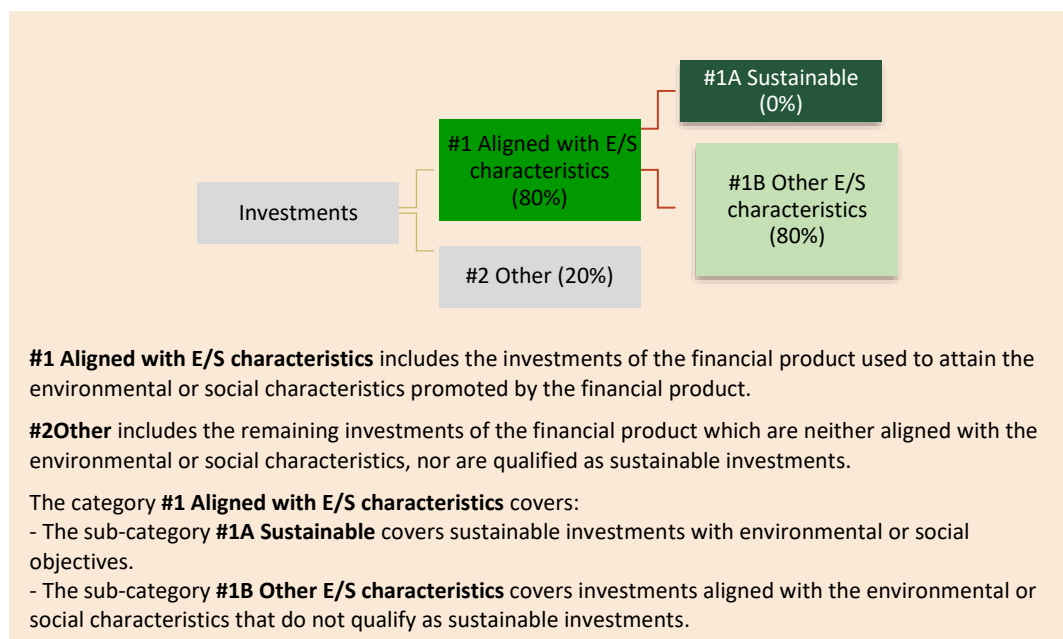 #1A Sustainable
(0%)
#1 Aligned with E/S
characteristics
(80%)
#1B Other E/S
characteristics
(80%)
Investments
#2 Other (20%)
#1 Aligned with E/S characteristics includes the investments of the financial product used to attain the
environmental or social characteristics promoted by the financial product.
#2Other includes the remaining investments of the financial product which are neither aligned with the
environmental or social characteristics, nor are qualified as sustainable investments.
The category #1 Aligned with E/S characteristics covers:
- The sub-category #1A Sustainable covers sustainable investments with environmental or social
objectives.
- The sub-category #1B Other E/S characteristics covers investments aligned with the environmental or
social characteristics that do not qualify as sustainable investments.